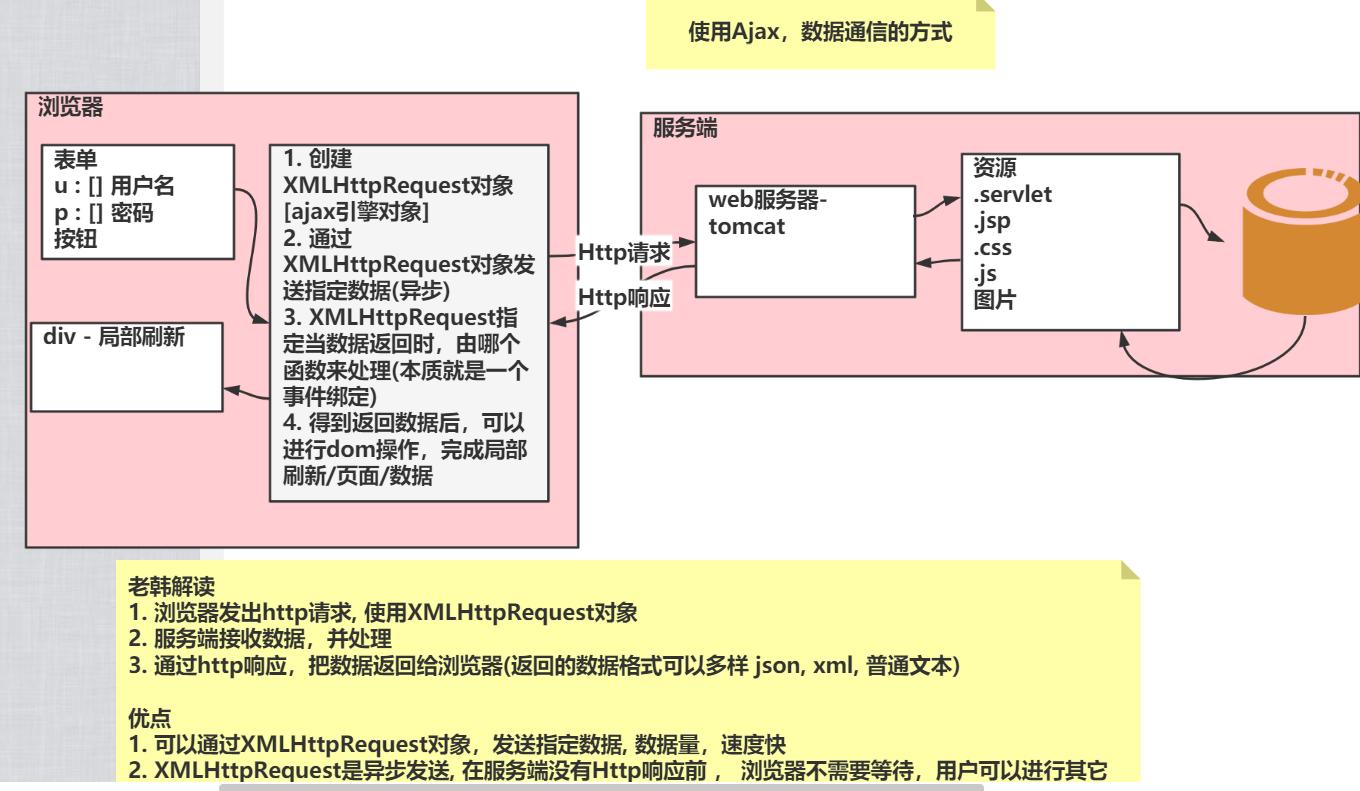 使用Ajax，数据通信的方式
浏览器
表单
u : [] 用户名
p : [] 密码
按钮
div - 局部刷新
1. 创建
XMLHttpRequest对象
[ajax引擎对象]
2. 通过
XMLHttpRequest对象发
送指定数据(异步)
3. XMLHttpRequest指
定当数据返回时，由哪个
函数来处理(本质就是一个
事件绑定)
4. 得到返回数据后，可以
进行dom操作，完成局部
刷新/页面/数据
Http请求
Http响应
服务端
web服务器-
tomcat
资源
.servlet
.jsp
.css
.js
图片
老韩解读
1. 浏览器发出http请求, 使用XMLHttpRequest对象
2. 服务端接收数据，并处理
3. 通过http响应，把数据返回给浏览器(返回的数据格式可以多样 json, xml, 普通文本)
优点
1. 可以通过XMLHttpRequest对象，发送指定数据, 数据量，速度快
2. XMLHttpRequest是异步发送, 在服务端没有Http响应前 ， 浏览器不需要等待，用户可以进行其它